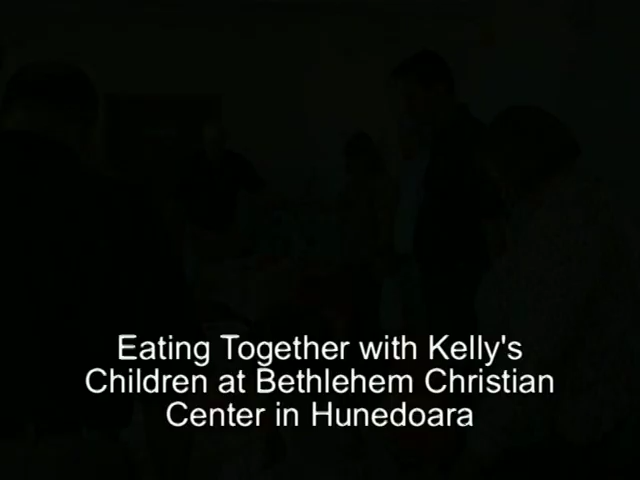 Eating Together with Kelly's
Children at Bethlehem Christian
Center in Hunedoara